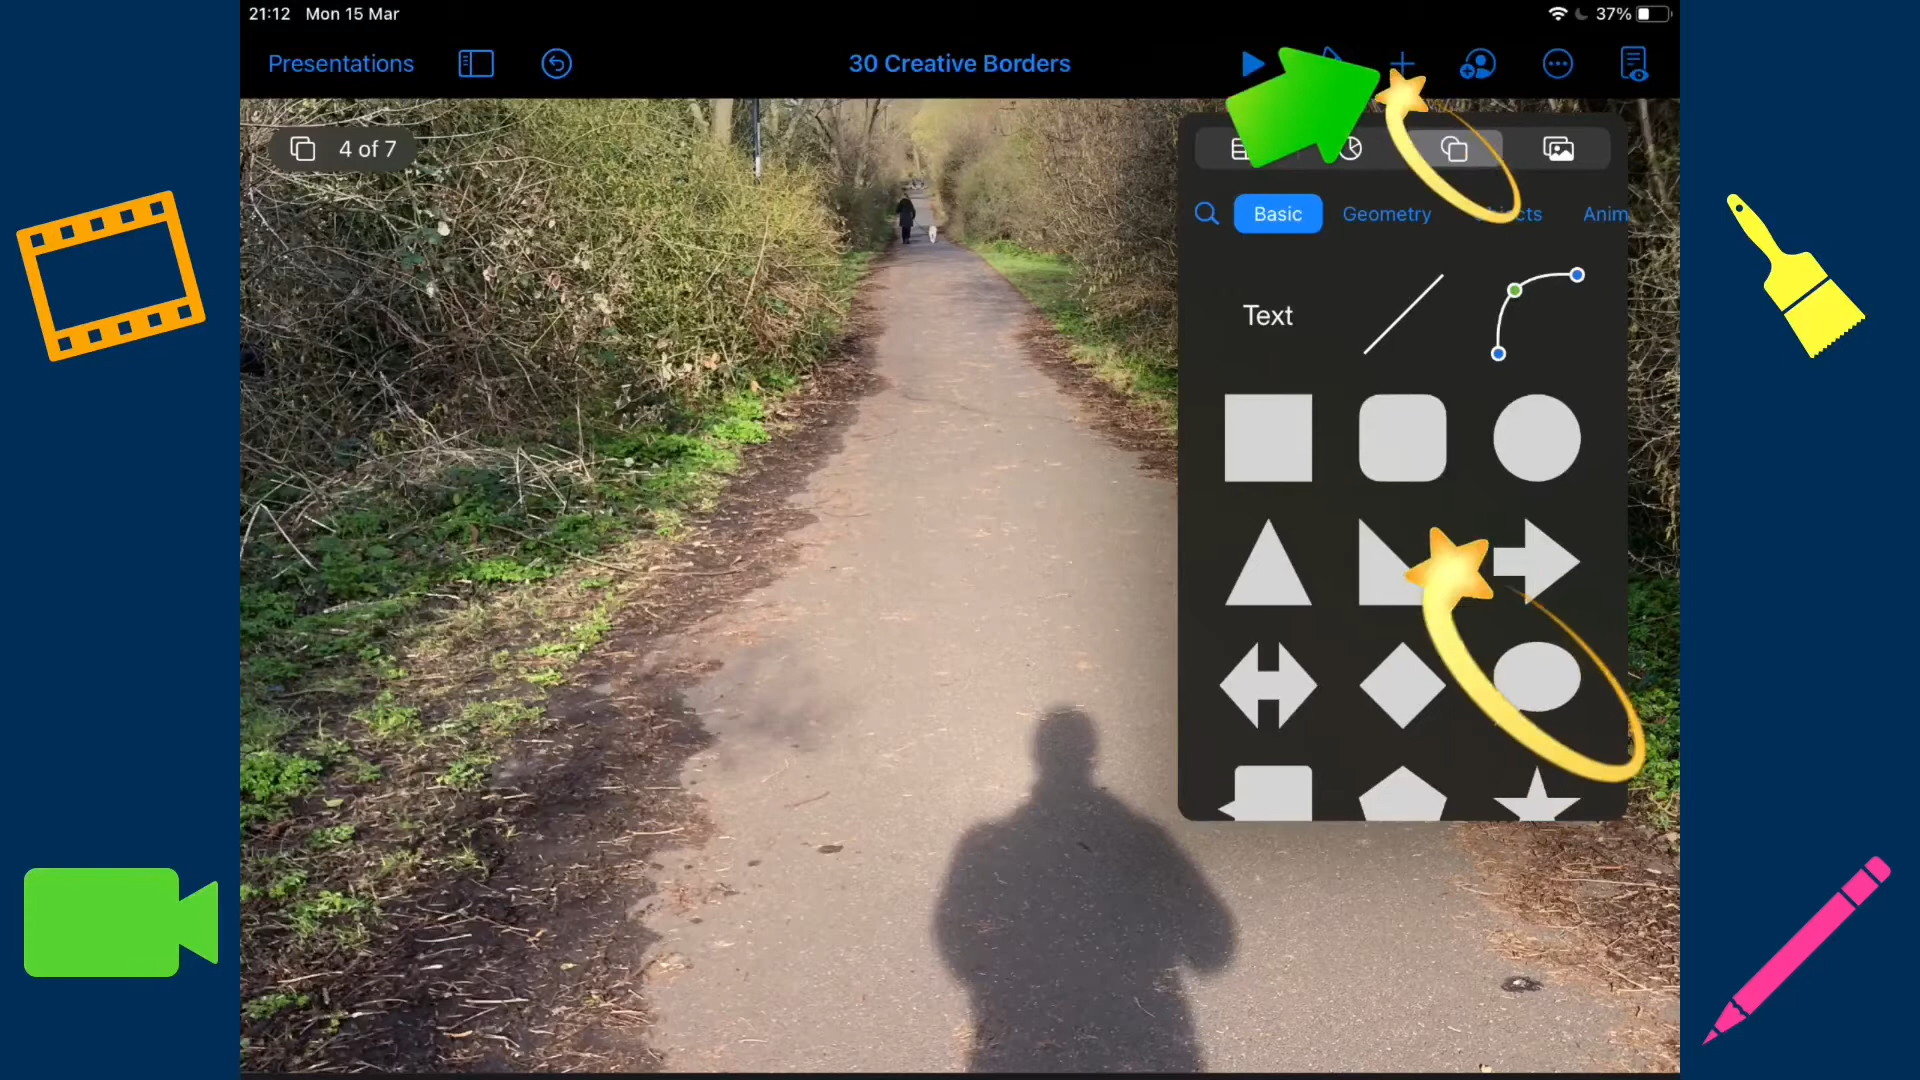 21:12 Mon 15 Mar
37%
Presentations
30 Creative Borders
4 of 7
Basic Geometry
Text